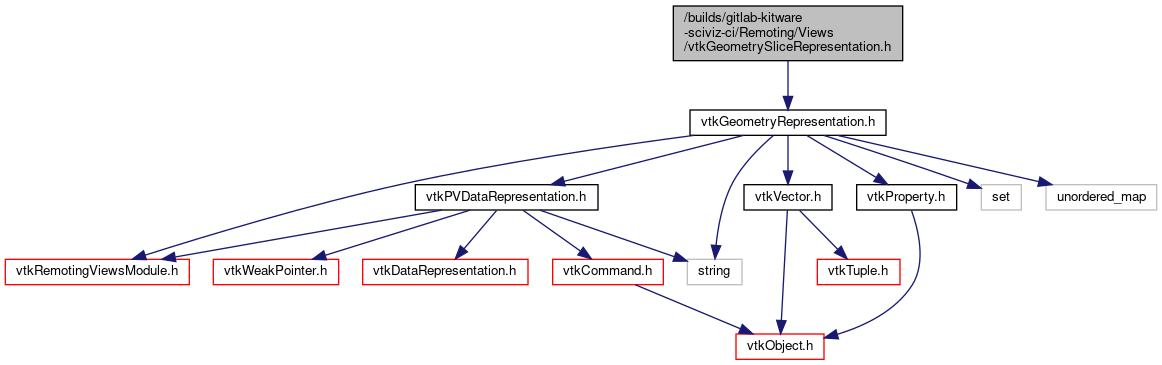 /builds/gitlab-kitware
-sciviz-ci/Remoting/Views
/vtkGeometrySliceRepresentation.h
vtkGeometryRepresentation.h
vtkPVDataRepresentation.h
vtkVector.h
vtkProperty.h
set
unordered_map
vtkRemotingViewsModule.h
vtkWeakPointer.h
vtkDataRepresentation.h
vtkCommand.h
string
vtkTuple.h
vtkObject.h